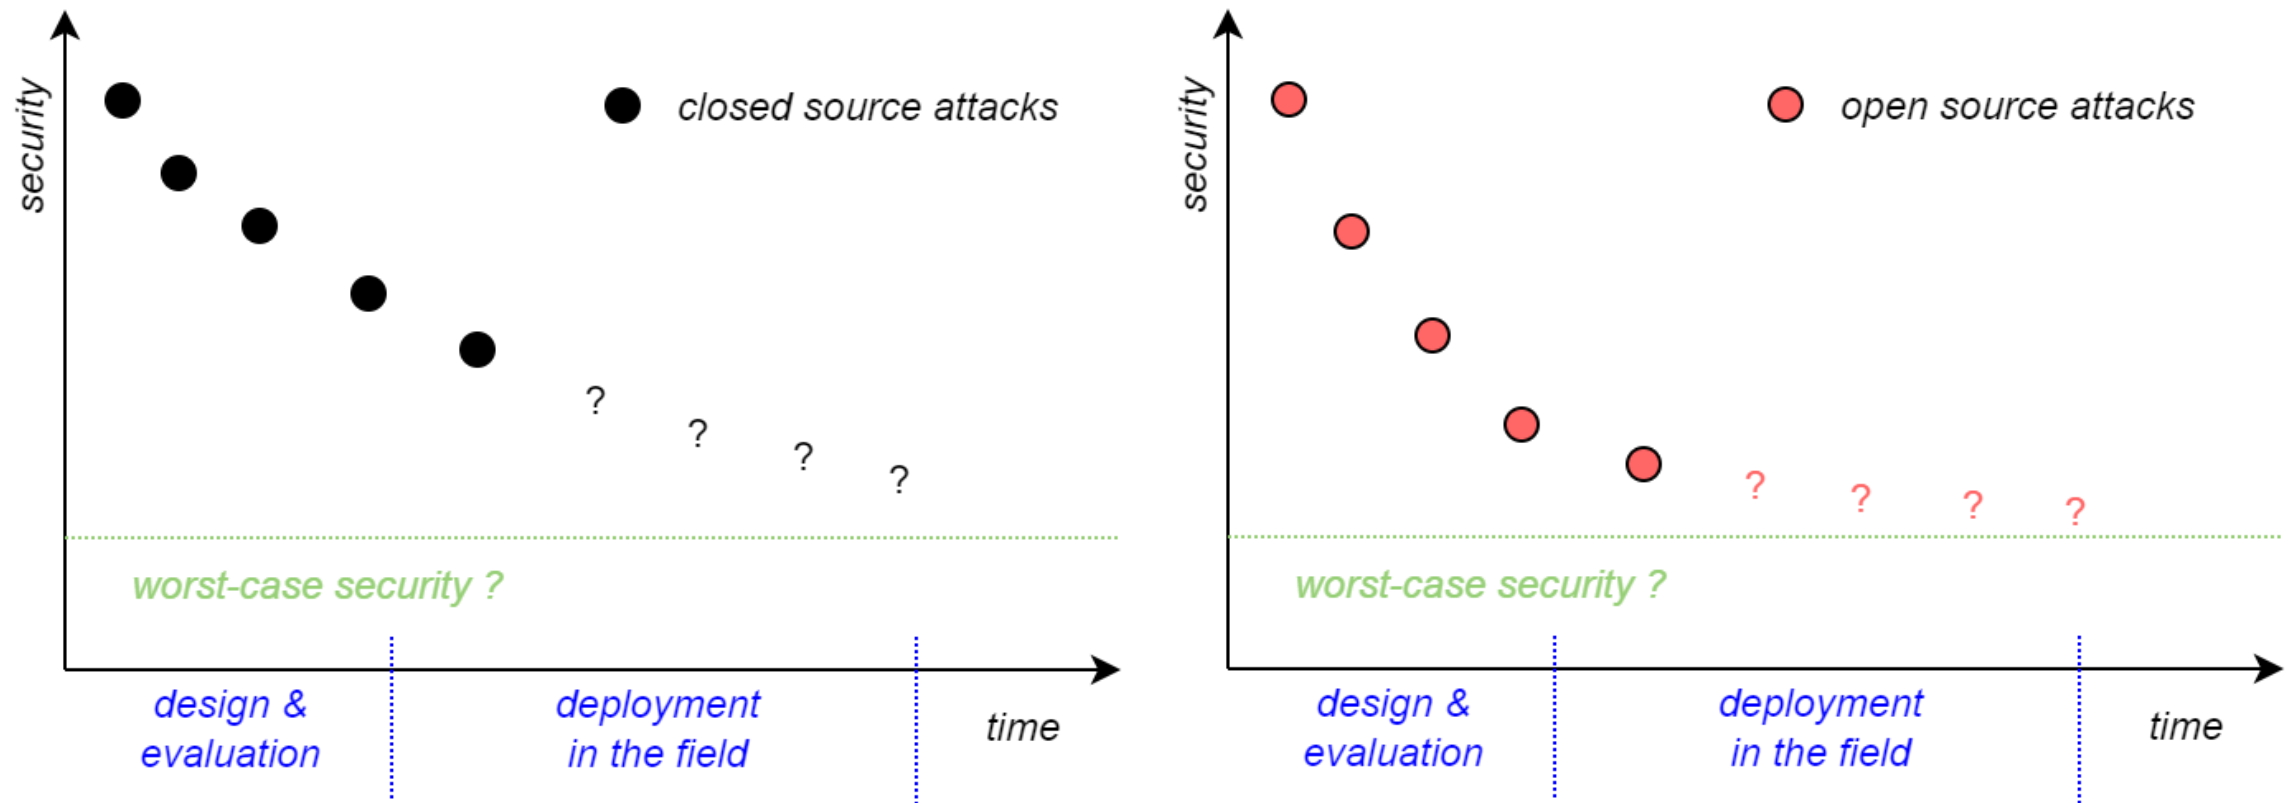 security
closed source attacks
?
?
?
?
worst-case security ?
design &
evaluation
deployment
in the field
time
security
open source attacks
?
?
?
?
worst-case security ?
design &
evaluation
deployment
in the field
time